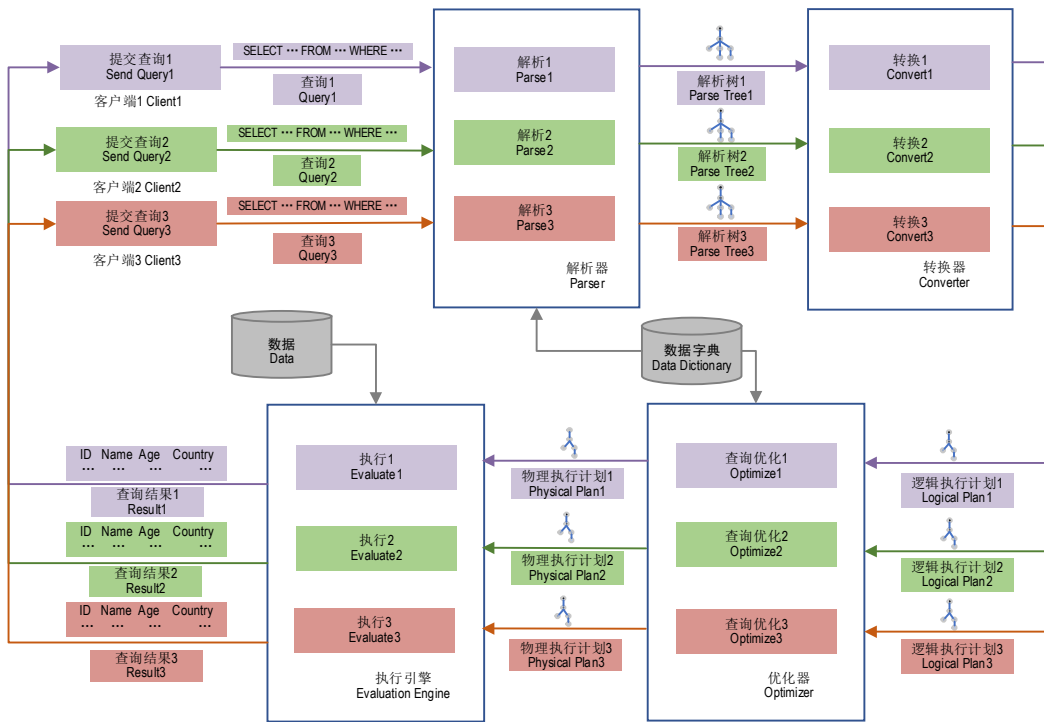 提交查询1
Send Query1
客户端1 Client1
SELECT ··· FROM ··· WHERE ···
查询1
Query1
解析1
Parse1
解析树1
Parse Tree1
转换1
Convert1
提交查询2
Send Query2
客户端2 Client2
SELECT ··· FROM ··· WHERE ···
查询2
Query2
解析2
Parse2
解析树2
Parse Tree2
转换2
Convert2
提交查询3
Send Query3
客户端3 Client3
SELECT ··· FROM ··· WHERE ···
查询3
Query3
解析3
Parse3
解析树3
Parse Tree3
转换3
Convert3
解析器
Parser
转换器
Converter
数据
Data
数据字典
Data Dictionary
ID Name Age Country
··· ··· ··· ···
查询结果1
Result1
执行1
Evaluate1
物理执行计划1
Physical Plan1
查询优化1
Optimize1
逻辑执行计划1
Logical Plan1
ID Name Age Country
··· ··· ··· ···
查询结果2
Result2
执行2
Evaluate2
物理执行计划2
Physical Plan2
查询优化2
Optimize2
逻辑执行计划2
Logical Plan2
ID Name Age Country
··· ··· ··· ···
查询结果3
Result3
执行3
Evaluate3
物理执行计划3
Physical Plan3
查询优化3
Optimize3
逻辑执行计划3
Logical Plan3
执行引擎
Evaluation Engine
优化器
Optimizer